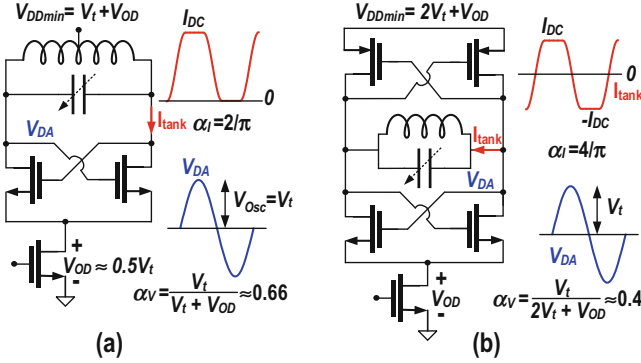 V_DDmin = V_t + V_OD
I_DC
0
I_tank
α_I = 2/π
V_DA
V_Osc = V_t
+
V_OD ≈ 0.5V_t
-
α_V = V_t / (V_t + V_OD) ≈ 0.66
(a)
V_DDmin = 2V_t + V_OD
I_DC
0
I_tank
-I_DC
I_tank
α_I = 4/π
V_DA
V_t
V_DA
+
V_OD
-
α_V = V_t / (2V_t + V_OD) ≈ 0.4
(b)